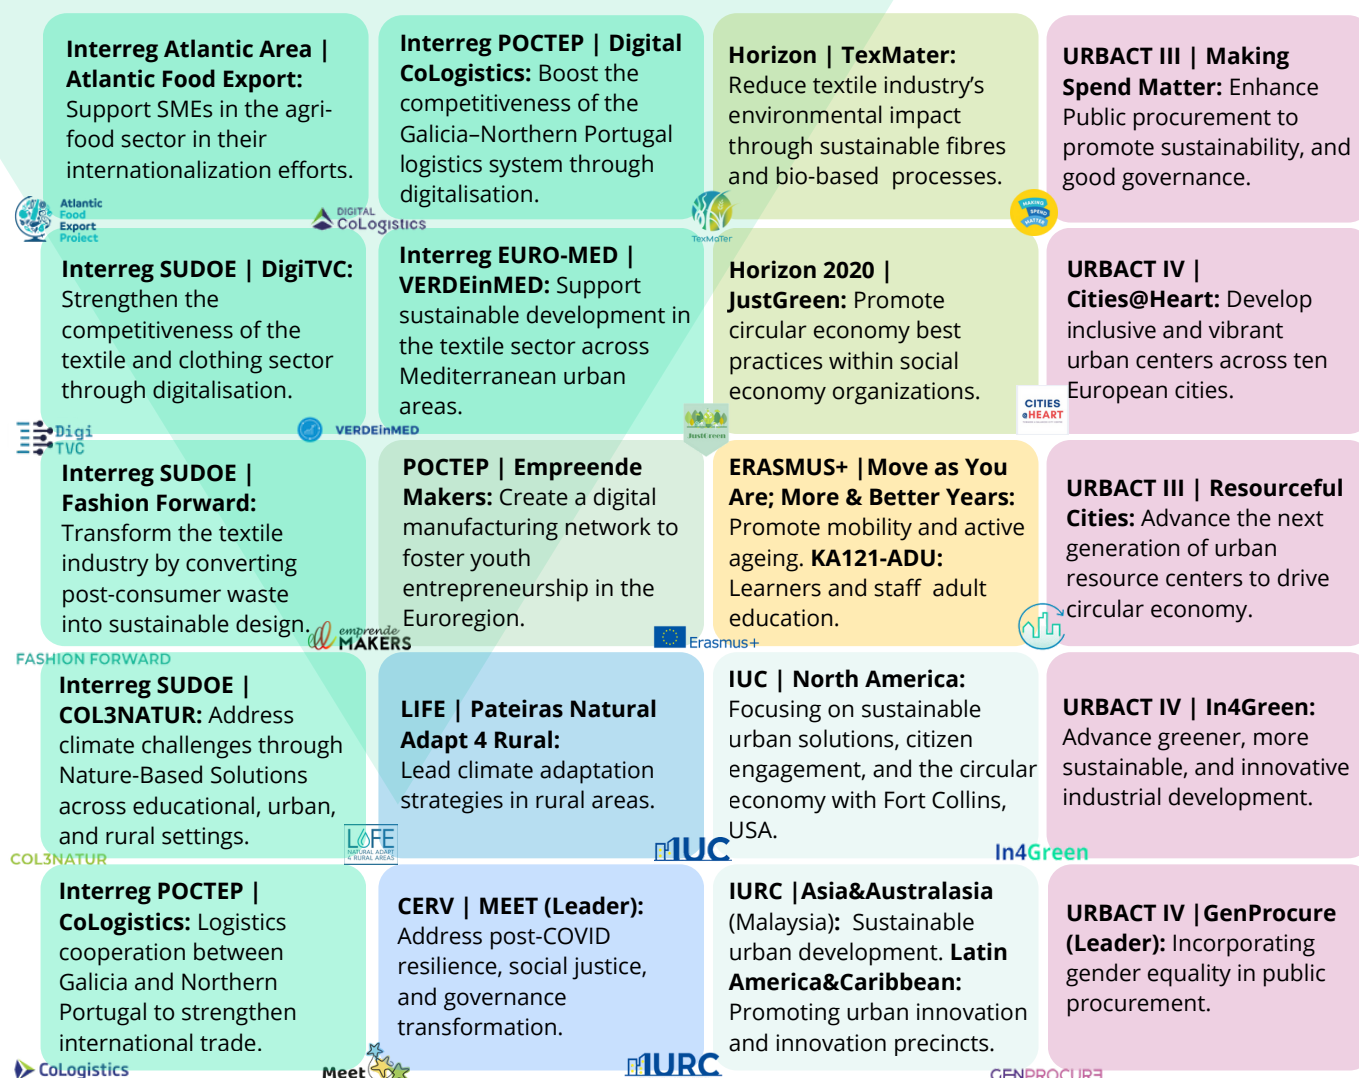 Interreg Atlantic Area |
Atlantic Food Export:
Support SMEs in the agri-
food sector in their
internationalization efforts.
Atlantic
Food
Export
Project
Interreg POCTEP | Digital
CoLogistics: Boost the
competitiveness of the
Galicia–Northern Portugal
logistics system through
digitalisation.
DIGITAL
CoLogistics
Horizon | TexMater:
Reduce textile industry’s
environmental impact
through sustainable fibres
and bio-based processes.
TexMaTer
URBACT III | Making
Spend Matter: Enhance
Public procurement to
promote sustainability, and
good governance.
MAKING
SPEND
MATTER
Interreg SUDOE | DigiTVC:
Strengthen the
competitiveness of the
textile and clothing sector
through digitalisation.
Digi
TVC
Interreg EURO-MED |
VERDEinMED: Support
sustainable development in
the textile sector across
Mediterranean urban
areas.
VERDEinMED
Horizon 2020 |
JustGreen: Promote
circular economy best
practices within social
economy organizations.
JustGreen
URBACT IV |
Cities@Heart: Develop
inclusive and vibrant
urban centers across ten
European cities.
CITIES
@HEART
Interreg SUDOE |
Fashion Forward:
Transform the textile
industry by converting
post-consumer waste
into sustainable design.
FASHION FORWARD
POCTEP | Empreende
Makers: Create a digital
manufacturing network to
foster youth
entrepreneurship in the
Euroregion.
emprende
MAKERS
ERASMUS+ |Move as You
Are; More & Better Years:
Promote mobility and active
ageing. KA121-ADU:
Learners and staff adult
education.
Erasmus+
URBACT III | Resourceful
Cities: Advance the next
generation of urban
resource centers to drive
circular economy.
Interreg SUDOE |
COL3NATUR: Address
climate challenges through
Nature-Based Solutions
across educational, urban,
and rural settings.
COL3NATUR
LIFE | Pateiras Natural
Adapt 4 Rural:
Lead climate adaptation
strategies in rural areas.
LIFE
NATURAL ADAPT
4 RURAL AREAS
IUC | North America:
Focusing on sustainable
urban solutions, citizen
engagement, and the circular
economy with Fort Collins,
USA.
IUC
URBACT IV | In4Green:
Advance greener, more
sustainable, and innovative
industrial development.
In4Green
Interreg POCTEP |
CoLogistics: Logistics
cooperation between
Galicia and Northern
Portugal to strengthen
international trade.
CoLogistics
CERV | MEET (Leader):
Address post-COVID
resilience, social justice,
and governance
transformation.
Meet
IURC |Asia&Australasia
(Malaysia): Sustainable
urban development. Latin
America&Caribbean:
Promoting urban innovation
and innovation precincts.
IURC
URBACT IV |GenProcure
(Leader): Incorporating
gender equality in public
procurement.
GENPROCURE